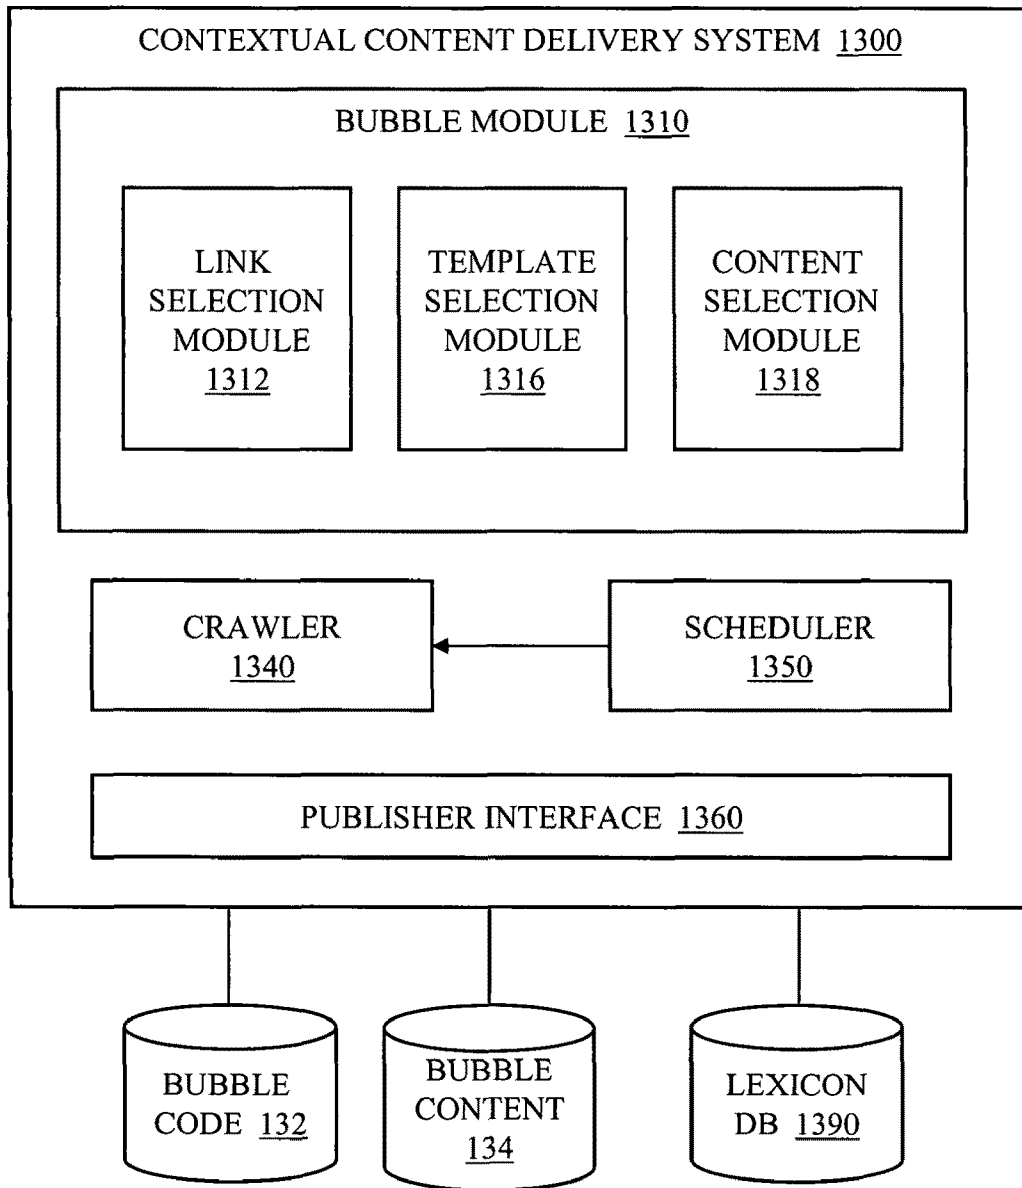 CONTEXTUAL CONTENT DELIVERY SYSTEM 1300
BUBBLE MODULE 1310
LINK
SELECTION
MODULE
1312
TEMPLATE
SELECTION
MODULE
1316
CONTENT
SELECTION
MODULE
1318
CRAWLER
1340
SCHEDULER
1350
PUBLISHER INTERFACE 1360
BUBBLE
CODE 132
BUBBLE
CONTENT
134
LEXICON
DB 1390